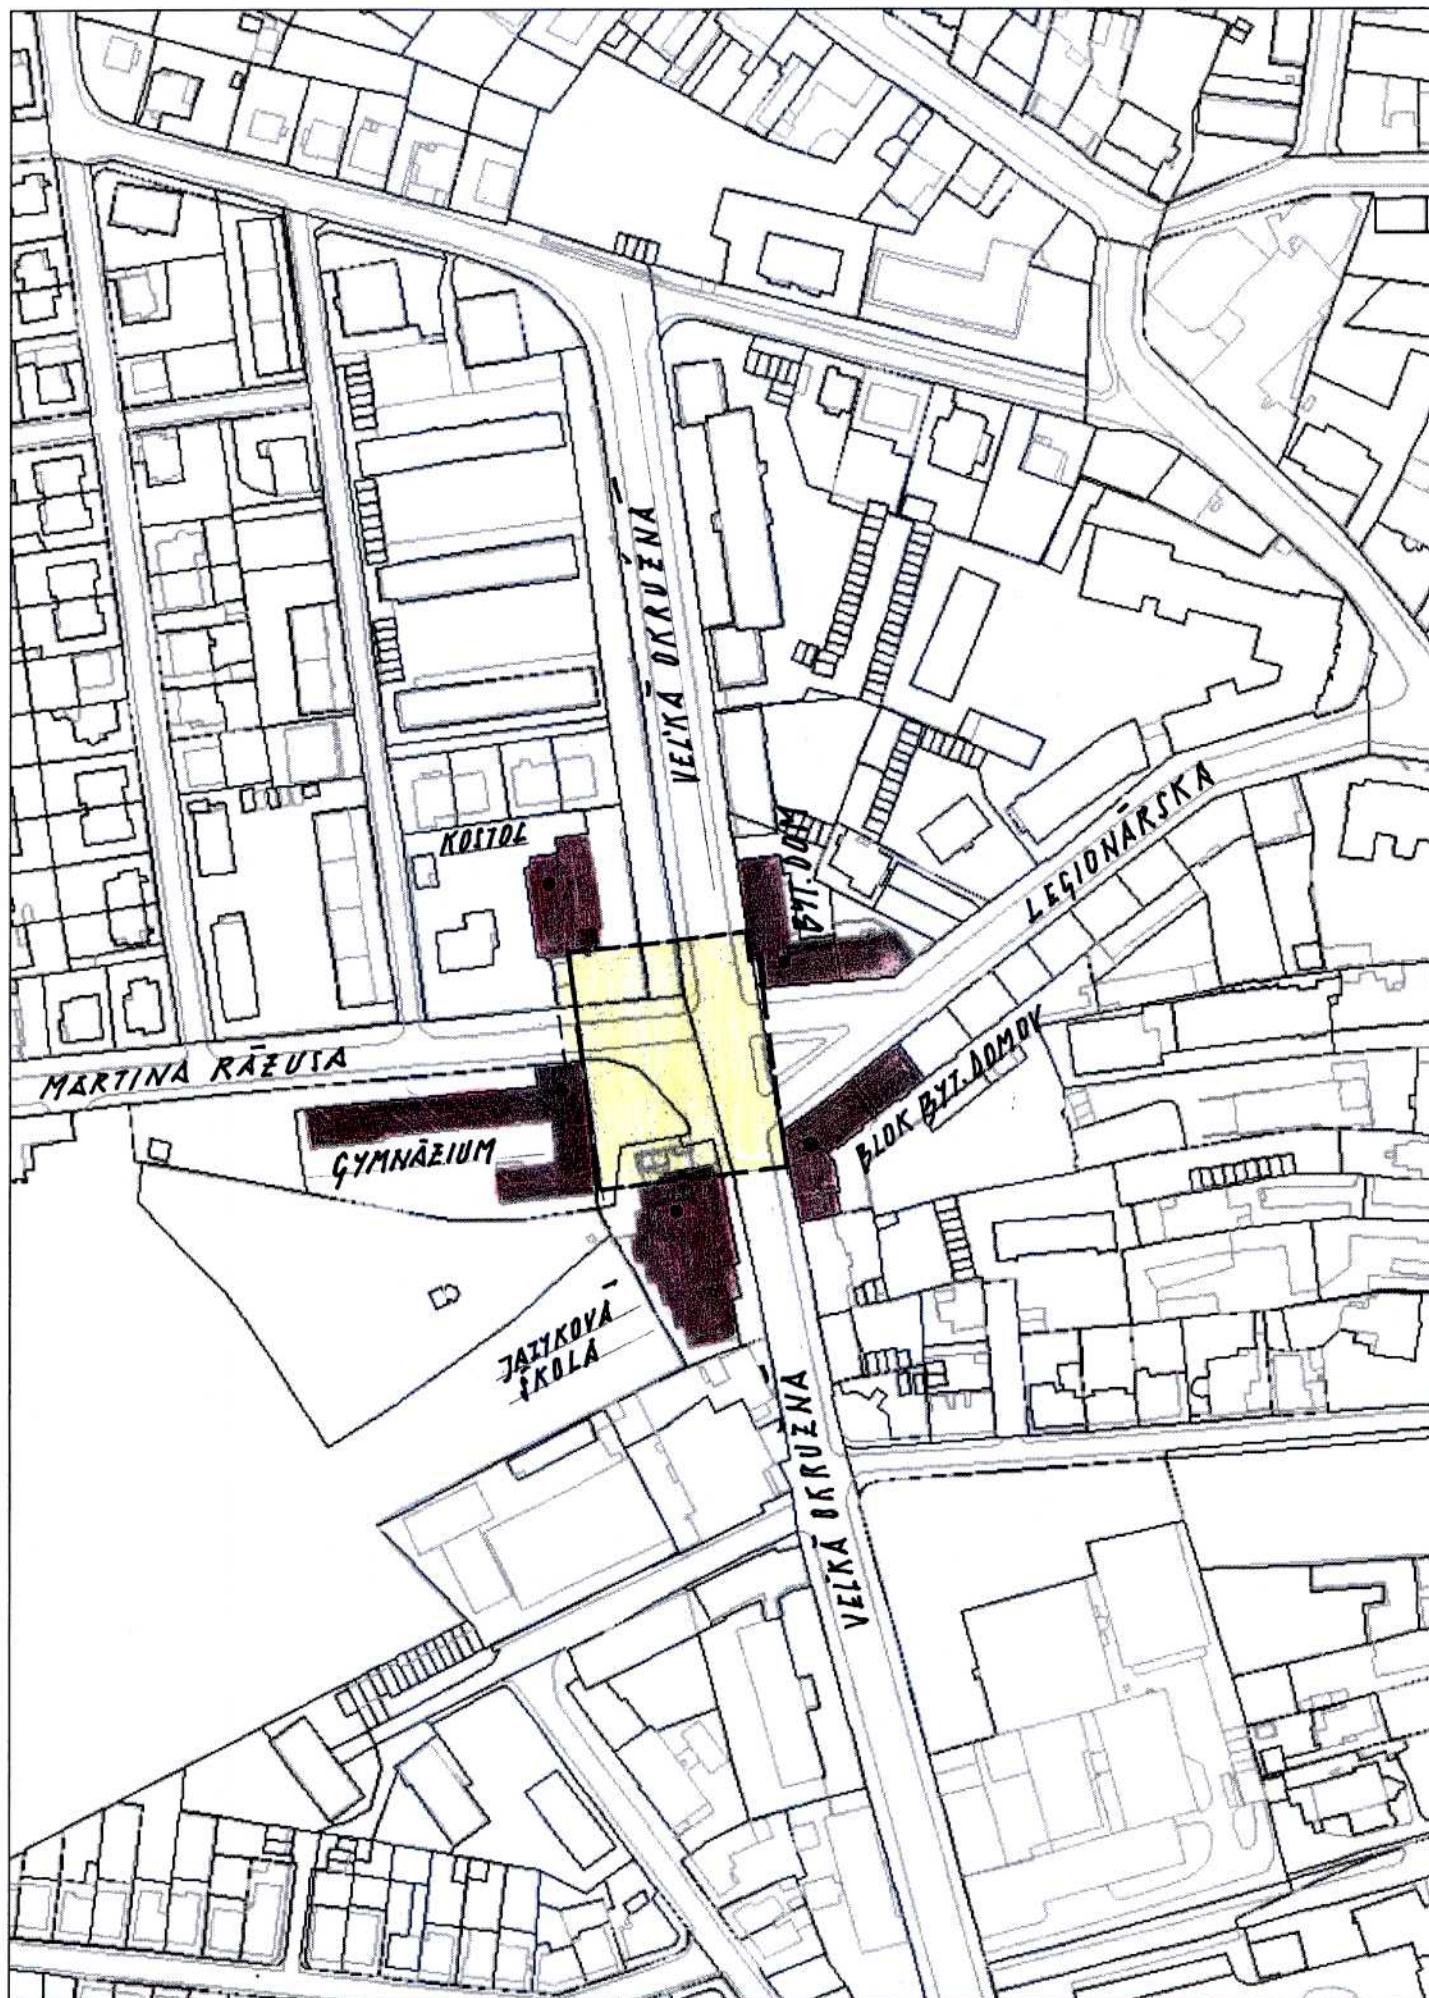 VEĽKÁ OKRUŽNÁ
KOSTOL
BYT. DOM
LEGIONÁRSKA
MARTINA RÁZUSA
BLOK BYT. DOMOV
GYMNÁZIUM
JAZYKOVÁ
ŠKOLA
VEĽKÁ OKRUŽNÁ